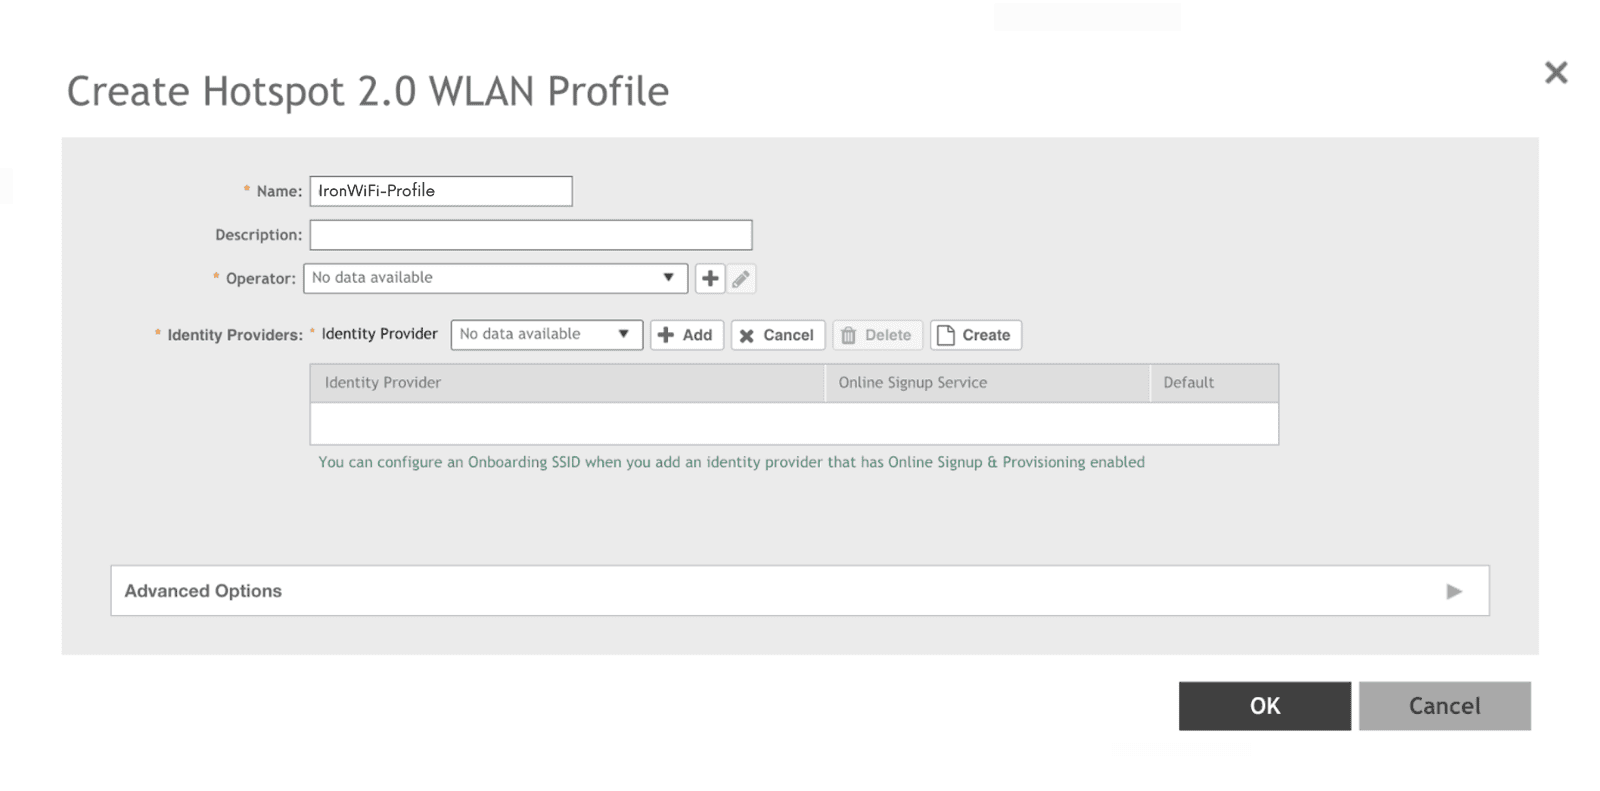 Create Hotspot 2.0 WLAN Profile
* Name: IronWiFi-Profile
Description:
* Operator: No data available
* Identity Providers: * Identity Provider No data available Add Cancel Delete Create
Identity Provider Online Signup Service Default
You can configure an Onboarding SSID when you add an identity provider that has Online Signup & Provisioning enabled
Advanced Options
OK Cancel